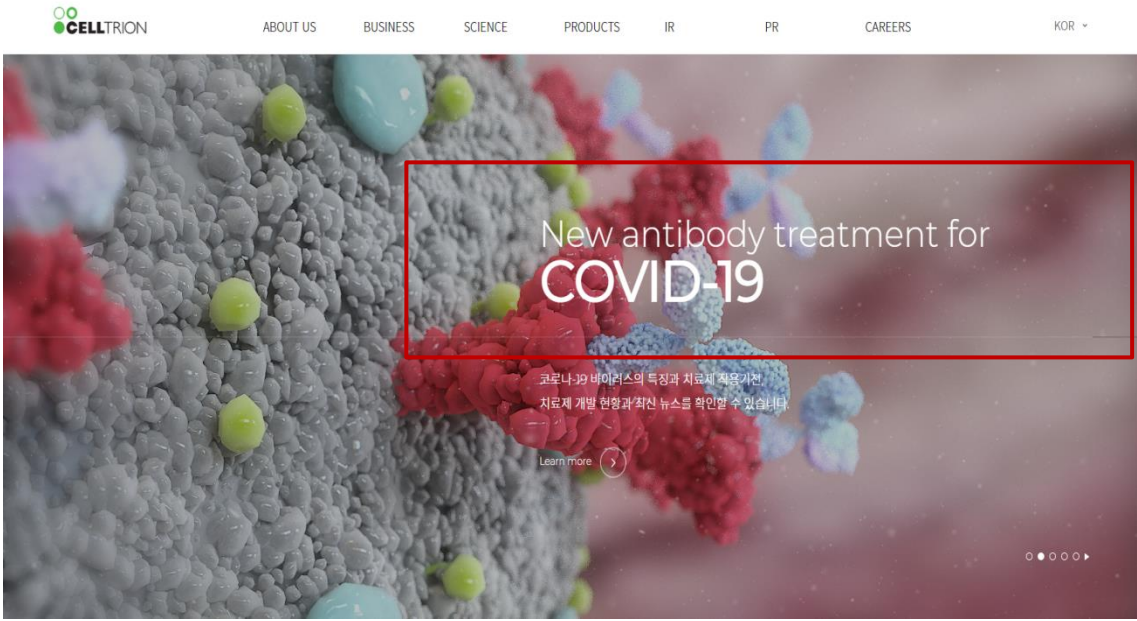 CELLTRION
ABOUT US BUSINESS SCIENCE PRODUCTS IR PR CAREERS KOR
New antibody treatment for
COVID-19
코로나-19 바이러스의 특징과 치료제 작용기전,
치료제 개발 현황과 최신 뉴스를 확인할 수 있습니다.
Learn more